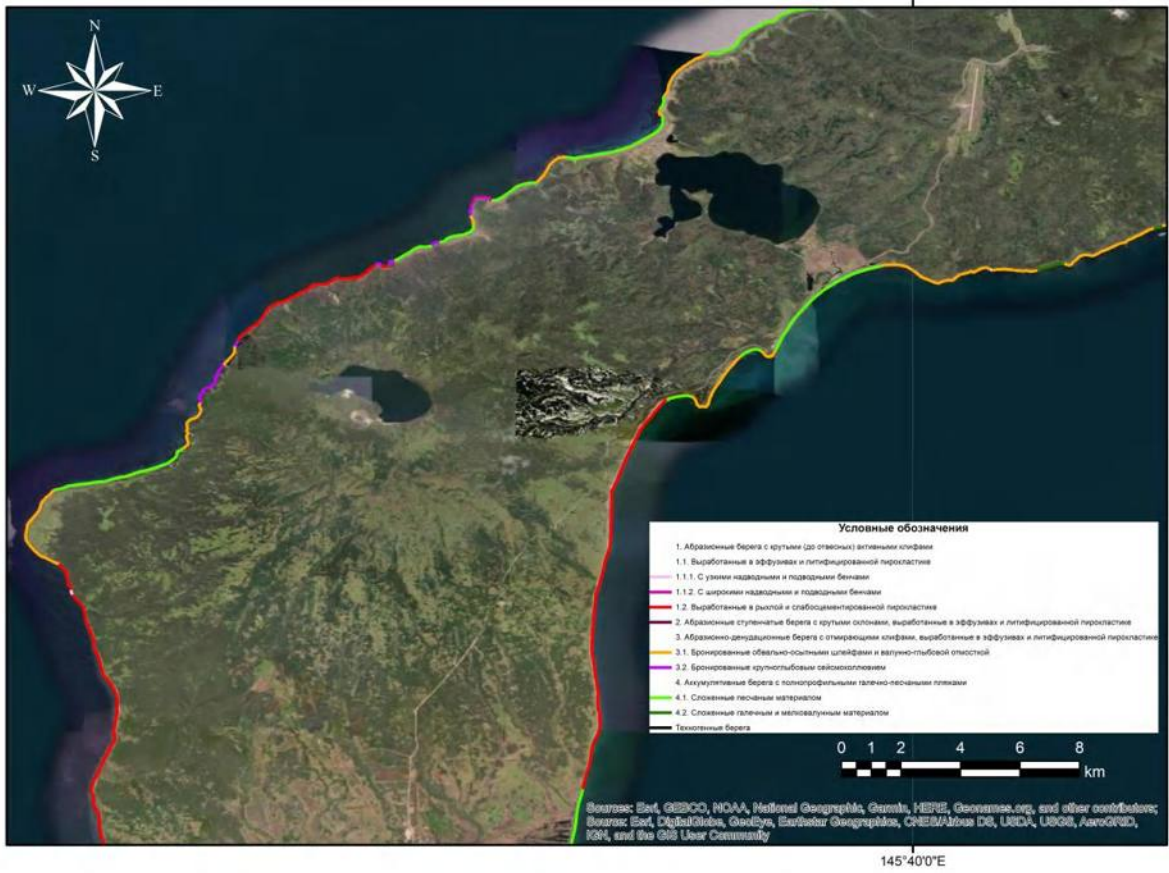 N
W E
S
Условные обозначения
1. Абразионные берега с крутыми (до отвесных) активными клифами
1.1. Выработанные в эффузивах и литифицированной пирокластике
1.1.1. С узкими надводными и подводными бенчами
1.1.2. С широкими надводными и подводными бенчами
1.2. Выработанные в рыхлой и слабосцементированной пирокластике
2. Абразионные ступенчатые берега с крутыми склонами, выработанные в эффузивах и литифицированной пирокластике
3. Абразионно-денудационные берега с отмирающими клифами, выработанные в эффузивах и литифицированной пирокластике
3.1. Бронированные обвально-осыпными шлейфами и валунно-глыбовой отмосткой
3.2. Бронированные крупноглыбовым сейсмоколлювием
4. Аккумулятивные берега с полнопрофильными галечно-песчаными пляжами
4.1. Сложенные песчаным материалом
4.2. Сложенные галечным и мелковалунным материалом
Техногенные берега
0 1 2 4 6 8
km
Sources: Esri, GEBCO, NOAA, National Geographic, Garmin, HERE, Geonames.org, and other contributors;
Source: Esri, DigitalGlobe, GeoEye, Earthstar Geographics, CNES/Airbus DS, USDA, USGS, AeroGRID,
IGN, and the GIS User Community
145°40'0"E